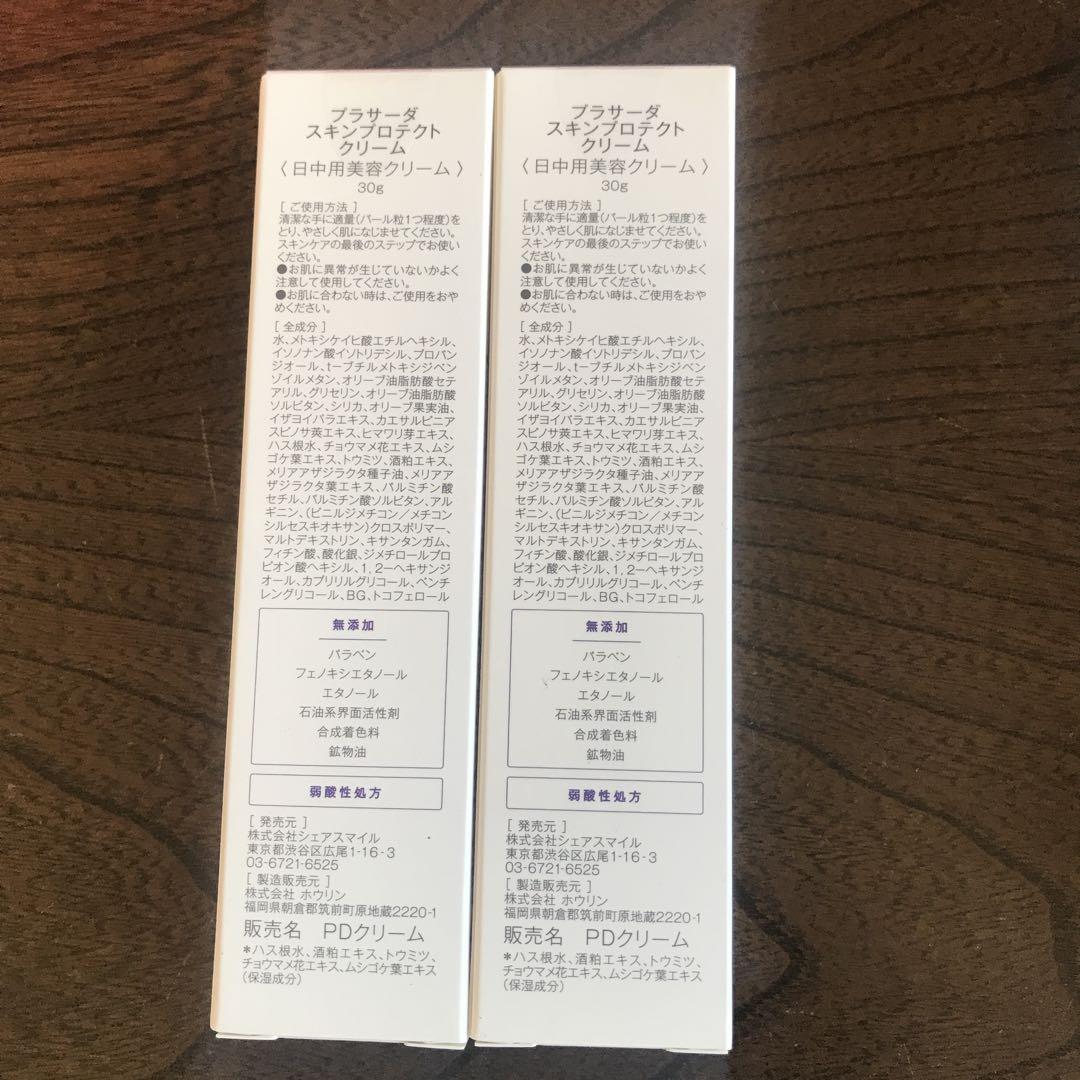 プラサーダ
スキンプロテクト
クリーム
〈日中用美容クリーム〉
30g
[ ご使用方法 ]
清潔な手に適量(パール粒1つ程度)を
とり、やさしく肌になじませてください。
スキンケアの最後のステップでお使い
ください。
●お肌に異常が生じていないかよく
注意して使用してください。
●お肌に合わない時は、ご使用をおや
めください。
[ 全成分 ]
水、メトキシケイヒ酸エチルヘキシル、
イソノナン酸イソトリデシル、プロパン
ジオール、t-ブチルメトキシジベン
ゾイルメタン、オリーブ油脂肪酸セテ
アリル、グリセリン、オリーブ油脂肪酸
ソルビタン、シリカ、オリーブ果実油、
イザヨイバラエキス、カエサルピニア
スピノサ莢エキス、ヒマワリ芽エキス、
ハス根水、チョウマメ花エキス、ムシ
ゴケ葉エキス、トウミツ、酒粕エキス、
メリアアザジラクタ種子油、メリアア
ザジラクタ葉エキス、パルミチン酸
セチル、パルミチン酸ソルビタン、アル
ギニン、(ビニルジメチコン/メチコン
シルセスキオキサン)クロスポリマー、
マルトデキストリン、キサンタンガム、
フィチン酸、酸化銀、ジメチロールプロ
ピオン酸ヘキシル、1,2-ヘキサンジ
オール、カプリリルグリコール、ペンチ
レングリコール、BG、トコフェロール
無添加
パラベン
フェノキシエタノール
エタノール
石油系界面活性剤
合成着色料
鉱物油
弱酸性処方
[ 発売元 ]
株式会社シェアスマイル
東京都渋谷区広尾1-16-3
03-6721-6525
[ 製造販売元 ]
株式会社 ホウリン
福岡県朝倉郡筑前町原地蔵2220-1
販売名 PDクリーム
*ハス根水、酒粕エキス、トウミツ、
チョウマメ花エキス、ムシゴケ葉エキス
(保湿成分)
プラサーダ
スキンプロテクト
クリーム
〈日中用美容クリーム〉
30g
[ ご使用方法 ]
清潔な手に適量(パール粒1つ程度)を
とり、やさしく肌になじませてください。
スキンケアの最後のステップでお使い
ください。
●お肌に異常が生じていないかよく
注意して使用してください。
●お肌に合わない時は、ご使用をおや
めください。
[ 全成分 ]
水、メトキシケイヒ酸エチルヘキシル、
イソノナン酸イソトリデシル、プロパン
ジオール、t-ブチルメトキシジベン
ゾイルメタン、オリーブ油脂肪酸セテ
アリル、グリセリン、オリーブ油脂肪酸
ソルビタン、シリカ、オリーブ果実油、
イザヨイバラエキス、カエサルピニア
スピノサ莢エキス、ヒマワリ芽エキス、
ハス根水、チョウマメ花エキス、ムシ
ゴケ葉エキス、トウミツ、酒粕エキス、
メリアアザジラクタ種子油、メリアア
ザジラクタ葉エキス、パルミチン酸
セチル、パルミチン酸ソルビタン、アル
ギニン、(ビニルジメチコン/メチコン
シルセスキオキサン)クロスポリマー、
マルトデキストリン、キサンタンガム、
フィチン酸、酸化銀、ジメチロールプロ
ピオン酸ヘキシル、1,2-ヘキサンジ
オール、カプリリルグリコール、ペンチ
レングリコール、BG、トコフェロール
無添加
パラベン
フェノキシエタノール
エタノール
石油系界面活性剤
合成着色料
鉱物油
弱酸性処方
[ 発売元 ]
株式会社シェアスマイル
東京都渋谷区広尾1-16-3
03-6721-6525
[ 製造販売元 ]
株式会社 ホウリン
福岡県朝倉郡筑前町原地蔵2220-1
販売名 PDクリーム
*ハス根水、酒粕エキス、トウミツ、
チョウマメ花エキス、ムシゴケ葉エキス
(保湿成分)